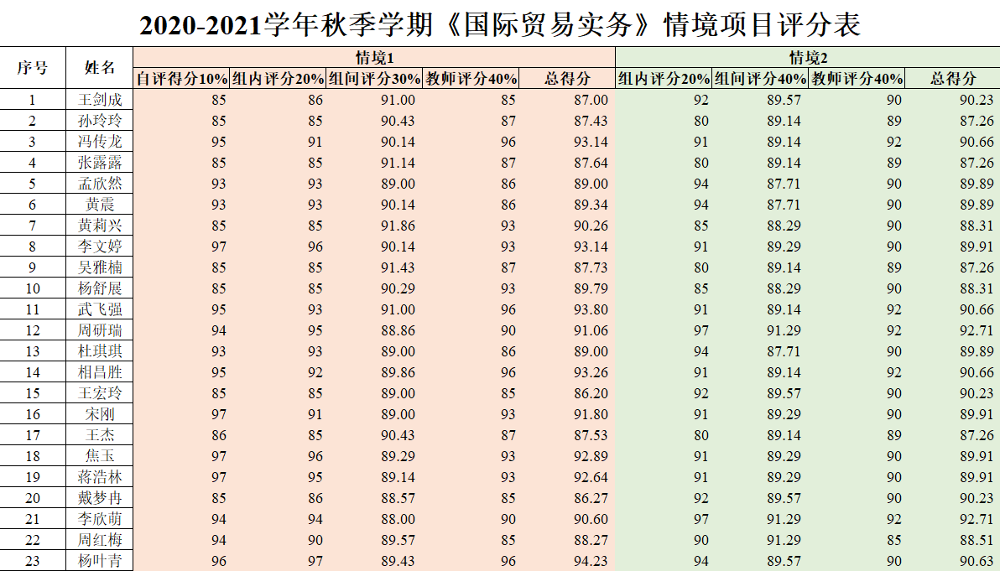 2020-2021学年秋季学期《国际贸易实务》情境项目评分表
序号 姓名 情境1 情境2
自评得分10% 组内评分20% 组间评分30% 教师评分40% 总得分 组内评分20% 组间评分40% 教师评分40% 总得分
1 王剑成 85 86 91.00 85 87.00 92 89.57 90 90.23
2 孙玲玲 85 85 90.43 87 87.43 80 89.14 89 87.26
3 冯传龙 95 91 90.14 96 93.14 91 89.14 92 90.66
4 张露露 85 85 91.14 87 87.64 80 89.14 89 87.26
5 孟欣然 93 93 89.00 86 89.00 94 87.71 90 89.89
6 黄震 93 93 90.14 86 89.34 94 87.71 90 89.89
7 黄莉兴 85 85 91.86 93 90.26 85 88.29 90 88.31
8 李文婷 97 96 90.14 93 93.14 91 89.29 90 89.91
9 吴雅楠 85 85 91.43 87 87.73 80 89.14 89 87.26
10 杨舒展 85 85 90.29 93 89.79 85 88.29 90 88.31
11 武飞强 95 93 91.00 96 93.80 91 89.14 92 90.66
12 周研瑞 94 95 88.86 90 91.06 97 91.29 92 92.71
13 杜琪琪 93 93 89.00 86 89.00 94 87.71 90 89.89
14 相昌胜 95 92 89.86 96 93.26 91 89.14 92 90.66
15 王宏玲 85 85 89.00 85 86.20 92 89.57 90 90.23
16 宋刚 97 91 89.00 93 91.80 91 89.29 90 89.91
17 王杰 86 85 90.43 87 87.53 80 89.14 89 87.26
18 焦玉 97 96 89.29 93 92.89 91 89.29 90 89.91
19 蒋浩林 97 95 89.14 93 92.64 91 89.29 90 89.91
20 戴梦冉 85 86 88.57 85 86.27 92 89.57 90 90.23
21 李欣萌 94 94 88.00 90 90.60 97 91.29 92 92.71
22 周红梅 94 90 89.57 85 88.27 90 91.29 85 88.51
23 杨叶青 96 97 89.43 96 94.23 94 89.57 90 90.63